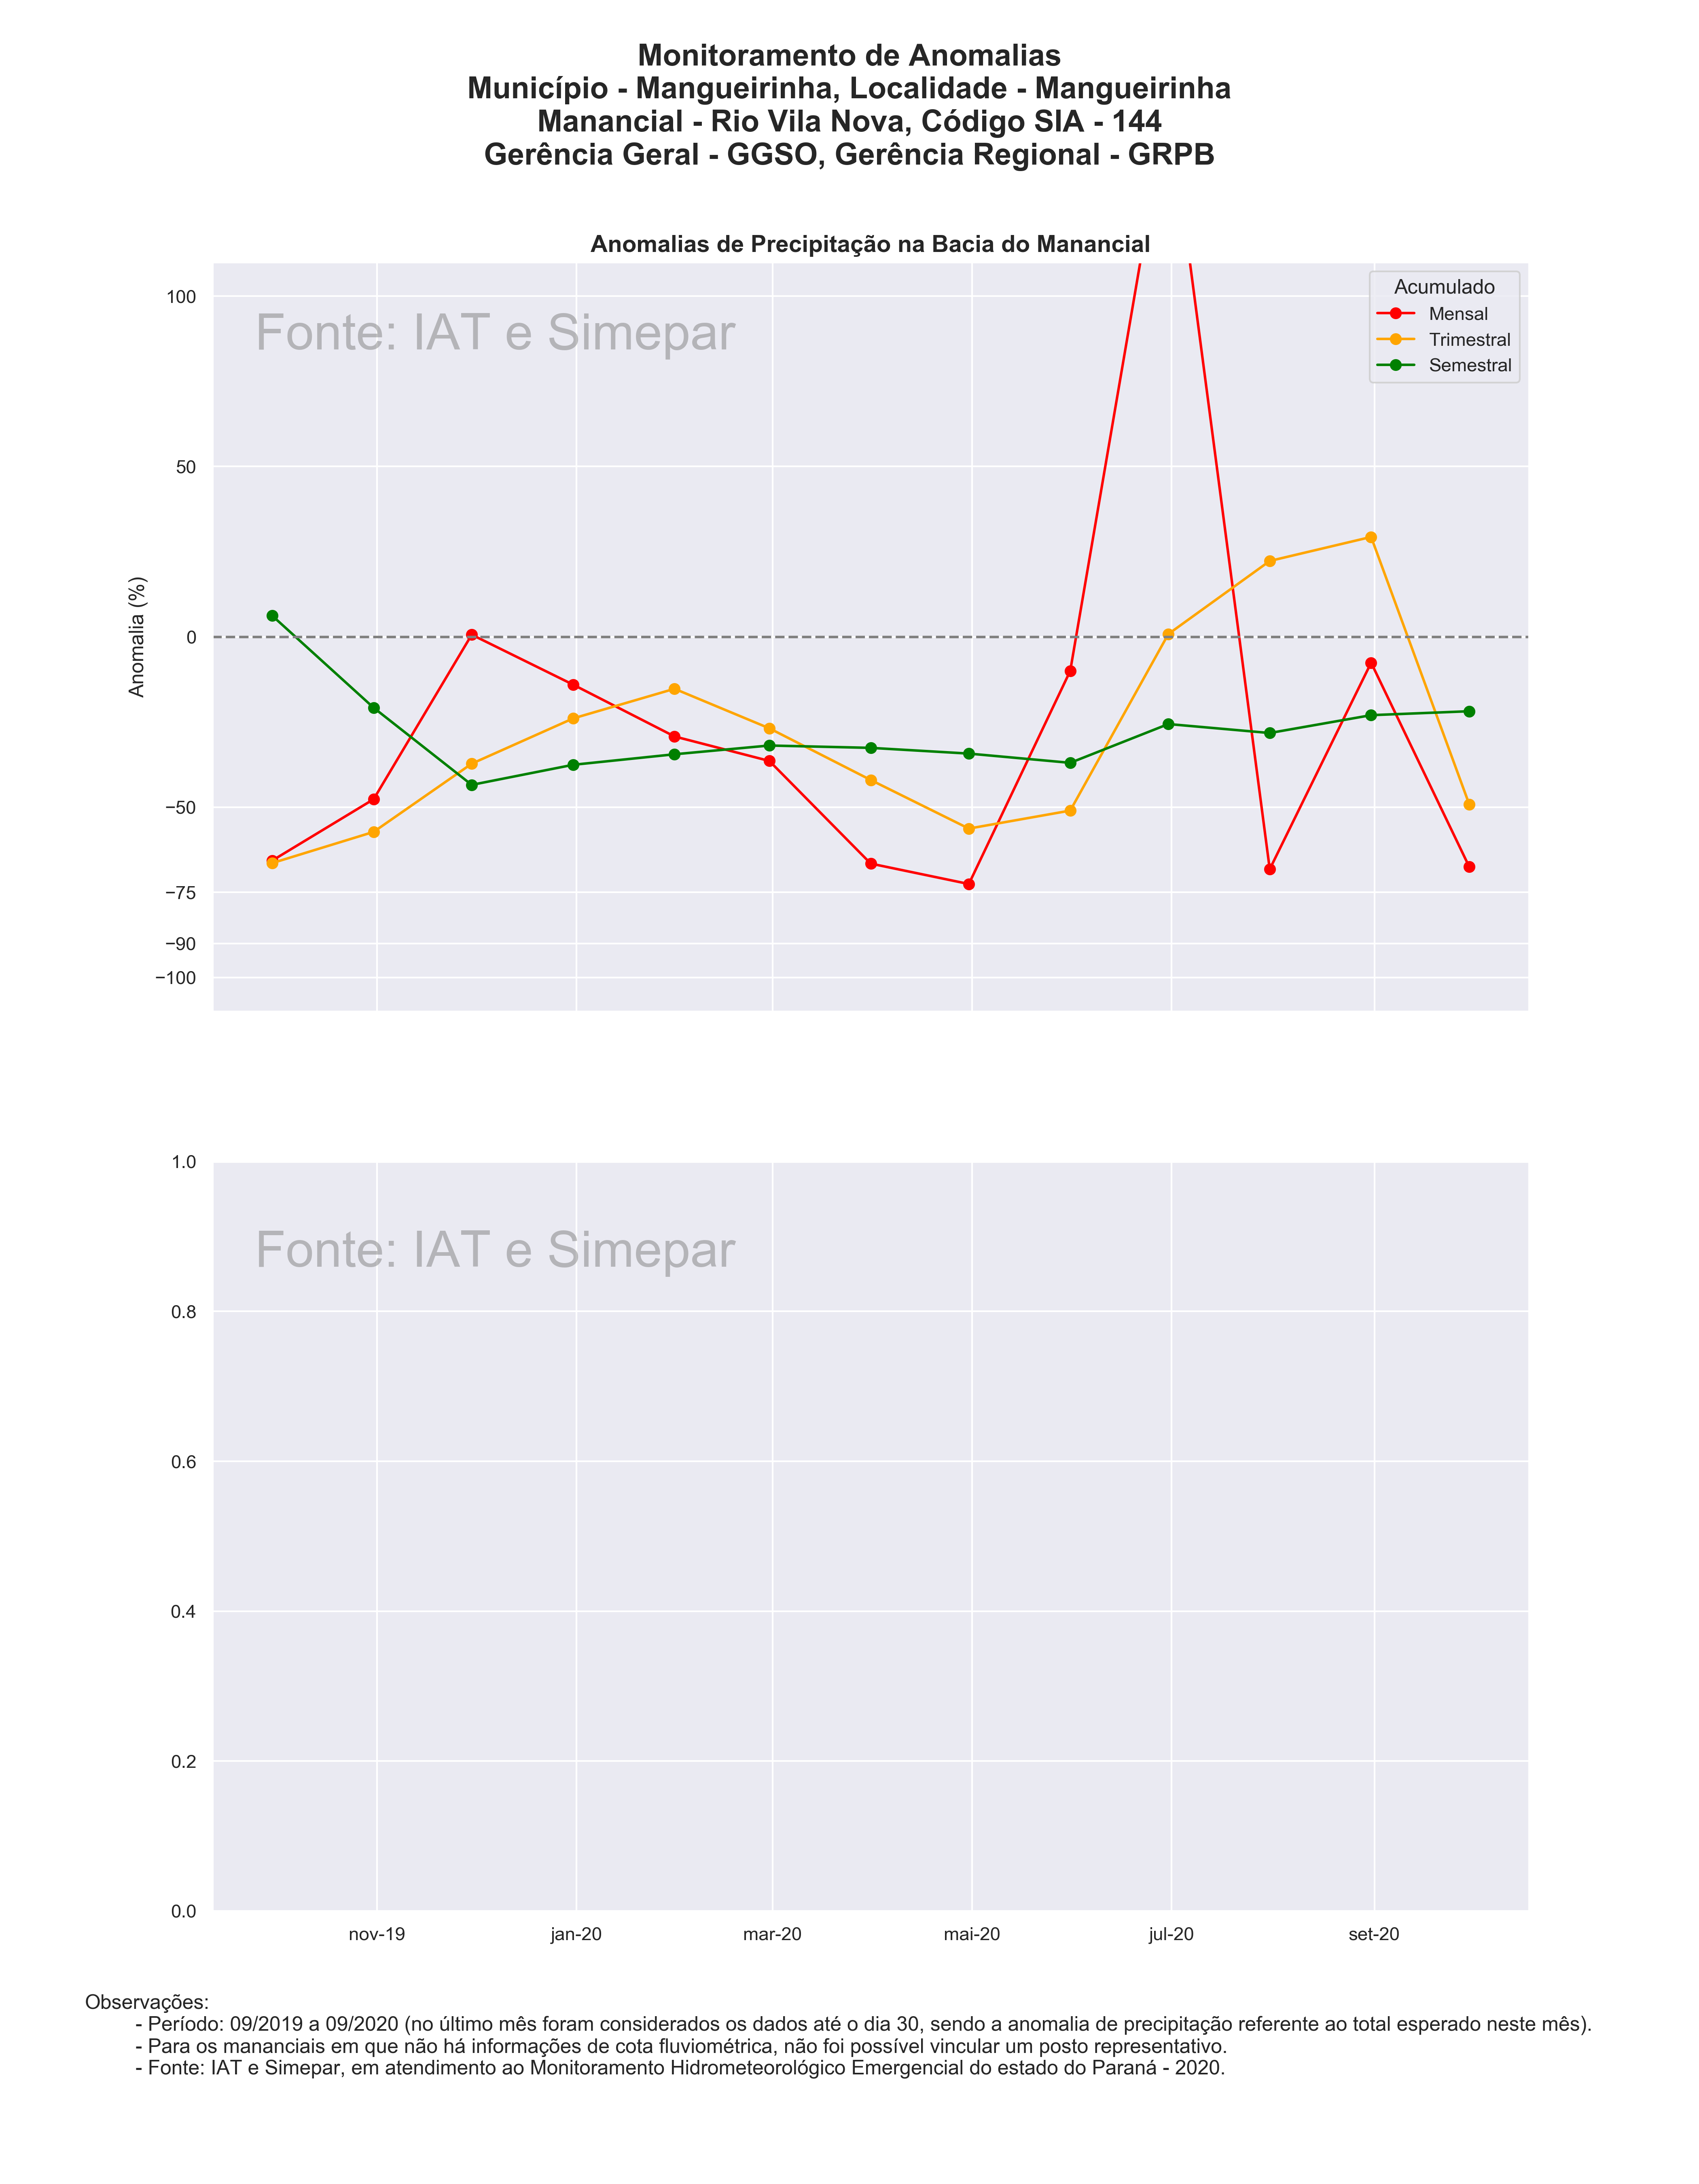 Monitoramento de Anomalias
Município - Mangueirinha, Localidade - Mangueirinha
Manancial - Rio Vila Nova, Código SIA - 144
Gerência Geral - GGSO, Gerência Regional - GRPB
Anomalias de Precipitação na Bacia do Manancial
Fonte: IAT e Simepar
Acumulado
Mensal
Trimestral
Semestral
Anomalia (%)
100
50
0
−50
−75
−90
−100
Fonte: IAT e Simepar
1.0
0.8
0.6
0.4
0.2
0.0
nov-19 jan-20 mar-20 mai-20 jul-20 set-20
Observações:
- Período: 09/2019 a 09/2020 (no último mês foram considerados os dados até o dia 30, sendo a anomalia de precipitação referente ao total esperado neste mês).
- Para os mananciais em que não há informações de cota fluviométrica, não foi possível vincular um posto representativo.
- Fonte: IAT e Simepar, em atendimento ao Monitoramento Hidrometeorológico Emergencial do estado do Paraná - 2020.